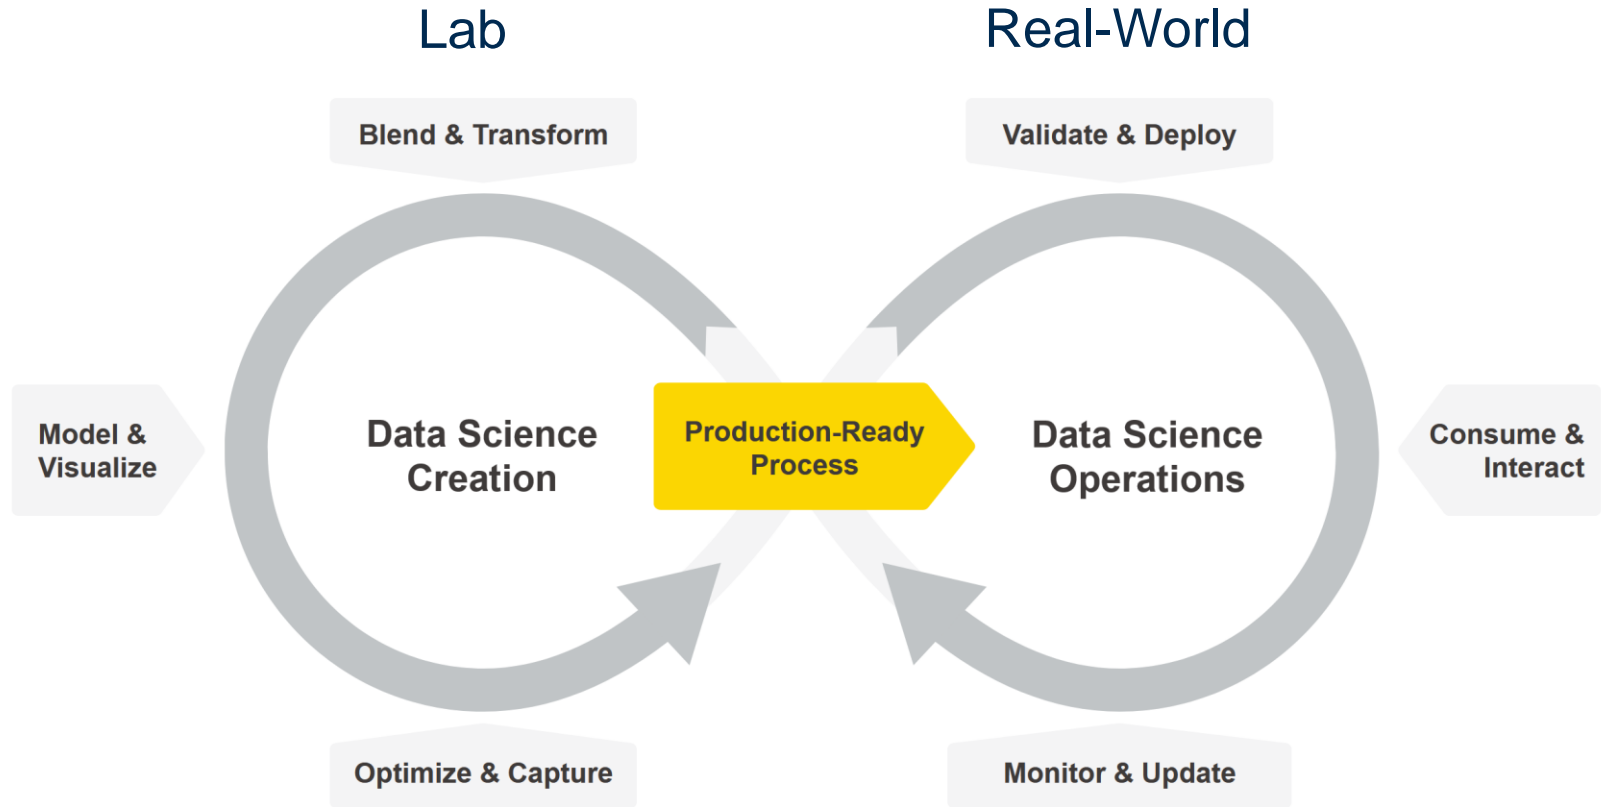 Lab
Real-World
Blend & Transform
Validate & Deploy
Model &
Visualize
Data Science
Creation
Production-Ready
Process
Data Science
Operations
Consume &
Interact
Optimize & Capture
Monitor & Update